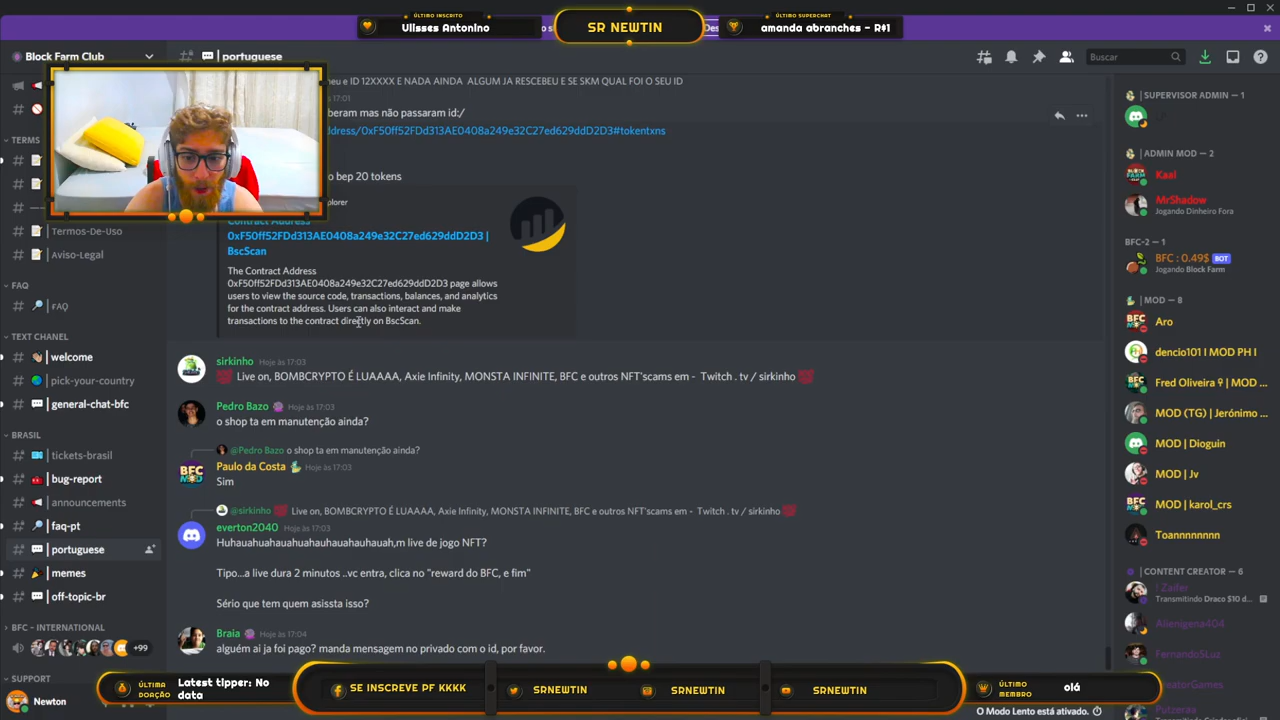 ÚLTIMO INSCRITO
Ulisses Antonino
SR NEWTIN
ÚLTIMO SUPERCHAT
amanda abranches - R$1
Block Farm Club
portuguese
Buscar
TERMS
Termos-De-Uso
Aviso-Legal
FAQ
FAQ
TEXT CHANNEL
welcome
pick-your-country
general-chat-bfc
BRASIL
tickets-brasil
bug-report
announcements
faq-pt
portuguese
memes
off-topic-br
BFC - INTERNATIONAL
+99
SUPPORT
Newton
eu e ID 12XXXX E NADA AINDA ALGUM JA RESCEBEU E SE SKM QUAL FOI O SEU ID
17:01
beram mas não passaram id:/
dress/0xF50ff52FDd313AE0408a249e32C27ed629ddD2D3#tokentxns
o bep 20 tokens
plorer
Contract Address
0xF50ff52FDd313AE0408a249e32C27ed629ddD2D3 |
BscScan
The Contract Address
0xF50ff52FDd313AE0408a249e32C27ed629ddD2D3 page allows
users to view the source code, transactions, balances, and analytics
for the contract address. Users can also interact and make
transactions to the contract directly on BscScan.
sirkinho Hoje às 17:03
Live on, BOMBCRYPTO É LUAAAA, Axie Infinity, MONSTA INFINITE, BFC e outros NFT'scams em - Twitch . tv / sirkinho
Pedro Bazo Hoje às 17:03
o shop ta em manutenção ainda?
@Pedro Bazo o shop ta em manutenção ainda?
Paulo da Costa Hoje às 17:03
Sim
@sirkinho Live on, BOMBCRYPTO É LUAAAA, Axie Infinity, MONSTA INFINITE, BFC e outros NFT'scams em - Twitch . tv / sirkinho
everton2040 Hoje às 17:03
Huhauahuahauahuahauhauahauhauah,m live de jogo NFT?
Tipo...a live dura 2 minutos ..vc entra, clica no "reward do BFC, e fim"
Sério que tem quem asissta isso?
Braia Hoje às 17:04
alguém ai ja foi pago? manda mensagem no privado com o id, por favor.
O Modo Lento está ativado.
SUPERVISOR ADMIN — 1
ADMIN MOD — 2
Kaal
MrShadow
Jogando Dinheiro Fora
BFC-2 — 1
BFC : 0.49$ BOT
Jogando Block Farm
MOD — 8
Aro
dencio101 I MOD PH I
Fred Oliveira | MOD ...
MOD (TG) | Jerónimo ...
MOD | Dioguin
MOD | Jv
MOD | karol_crs
Toannnnnnn
CONTENT CREATOR — 6
| Zader
Transmitindo Draco $10 d...
Alienigena404
FernandoSLuz
CreatorGames
Putzeraa
ÚLTIMA
DOAÇÃO
Latest tipper: No
data
SE INSCREVE PF KKKK
SRNEWTIN
SRNEWTIN
SRNEWTIN
ÚLTIMO
MEMBRO
olá